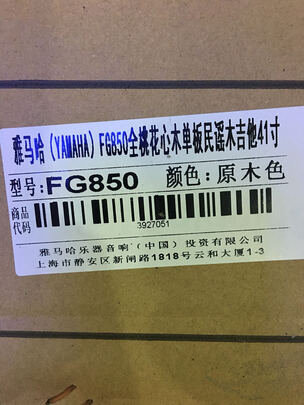 雅马哈（YAMAHA）FG850全桃花心木单板民谣木吉他41寸
型号:FG850 颜色:原木色
商品代码
3927051
雅马哈乐器音响（中国）投资有限公司
上海市静安区新闸路1818号云和大厦1-3